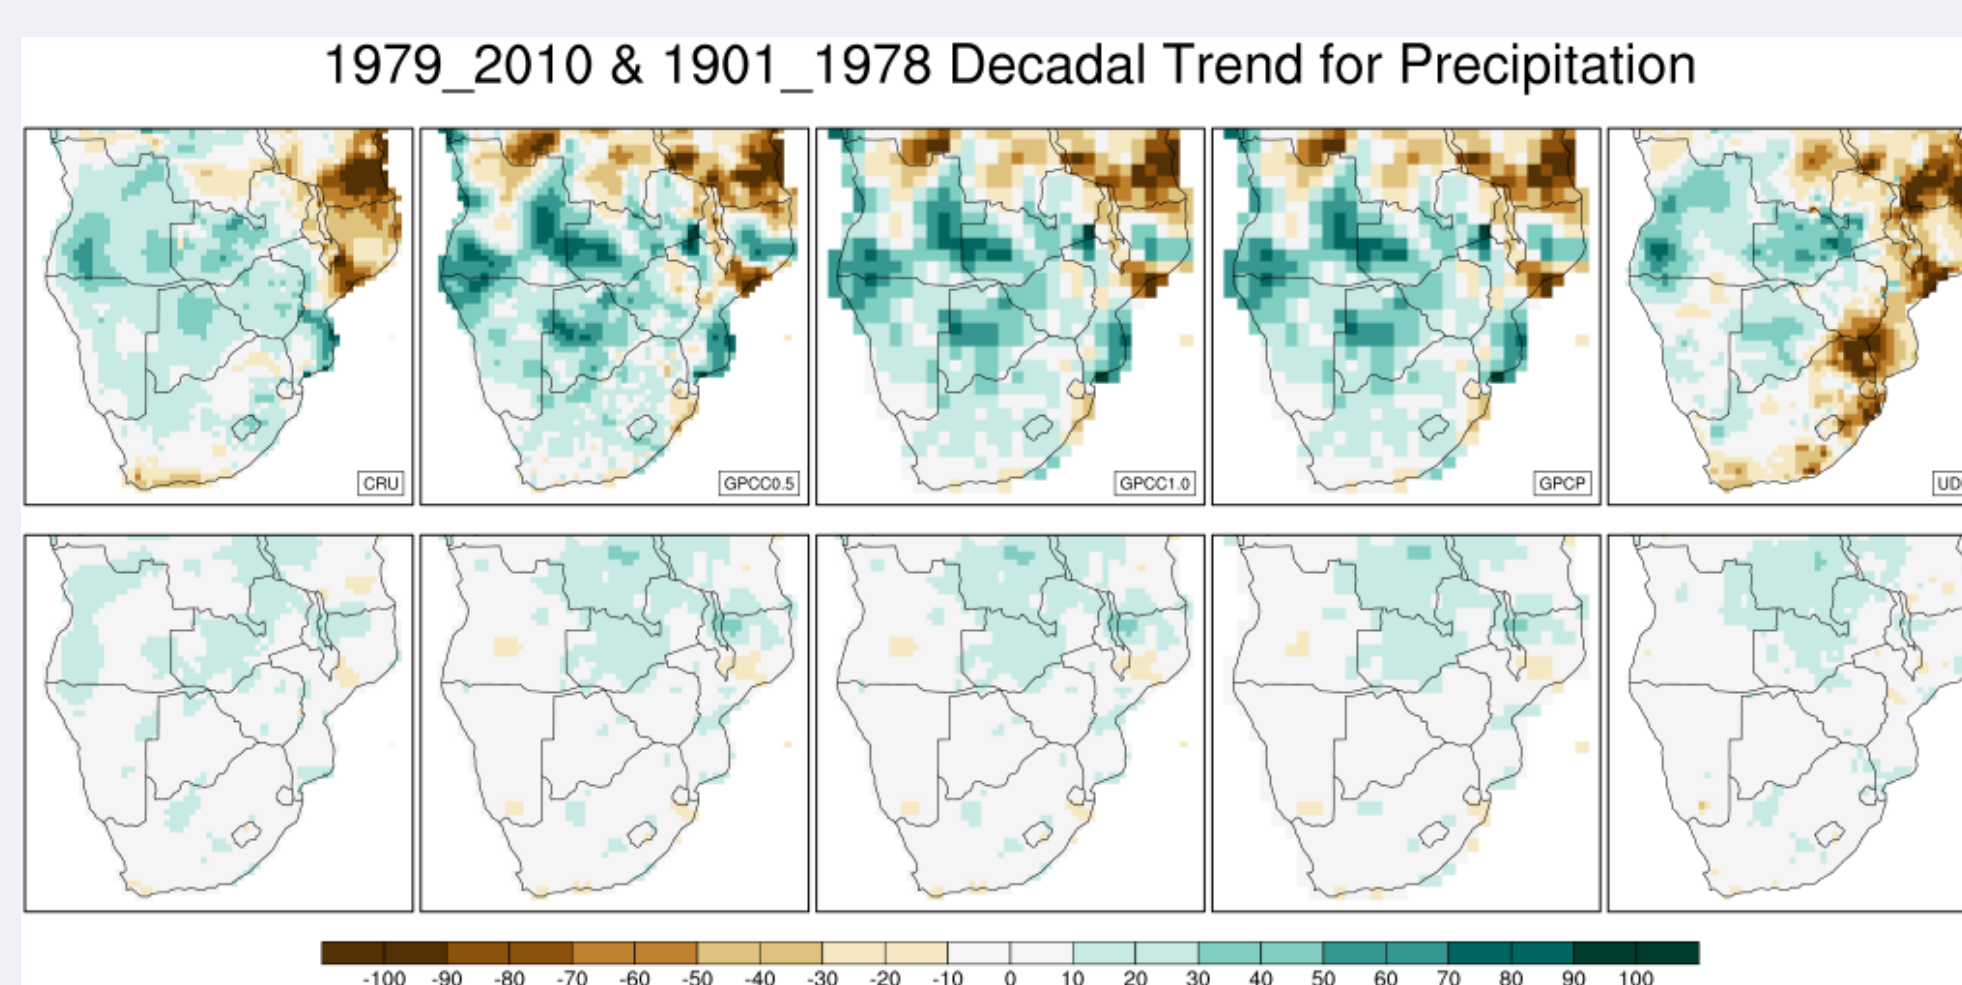 1979_2010 & 1901_1978 Decadal Trend for Precipitation
CRU
GPCC0.5
GPCC1.0
GPCP
-100 -90 -80 -70 -60 -50 -40 -30 -20 -10 0 10 20 30 40 50 60 70 80 90 100